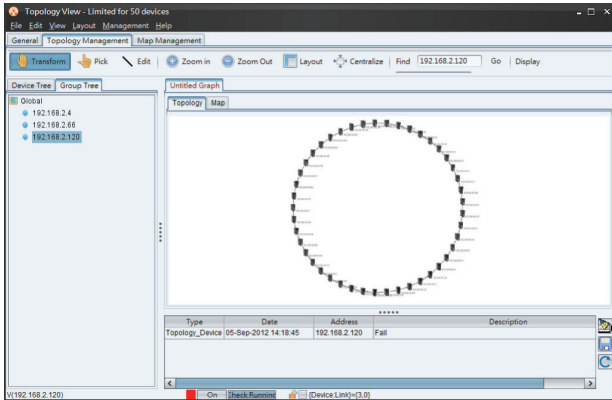 Topology View - Limited for 50 devices
File Edit View Layout Management Help
General Topology Management Map Management
Transform Pick Edit Zoom in Zoom Out Layout Centralize Find 192.168.2.120 Go Display
Device Tree Group Tree Untitled Graph
Global
192.168.2.4
192.168.2.66
192.168.2.120
Topology Map
Type Date Address Description
Topology_Device 05-Sep-2012 14:18:45 192.168.2.120 Fail
V(192.168.2.120) On Check:Running {Device:Link}={3,0}